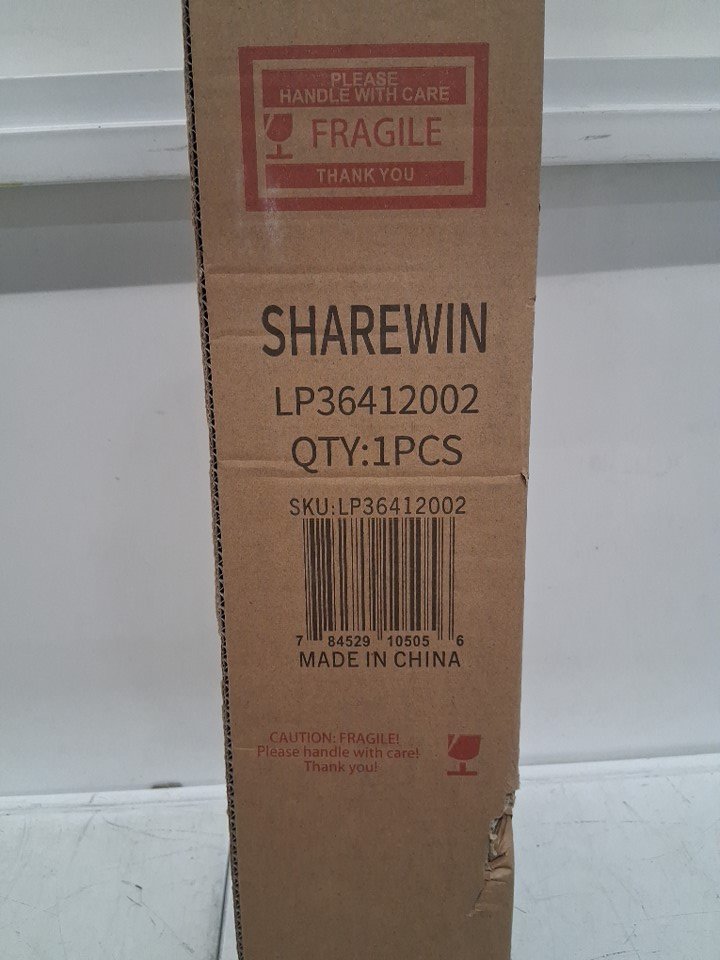 PLEASE
HANDLE WITH CARE
FRAGILE
THANK YOU
SHAREWIN
LP36412002
QTY:1PCS
SKU:LP36412002
7 84529 10505 6
MADE IN CHINA
CAUTION: FRAGILE!
Please handle with care!
Thank you!